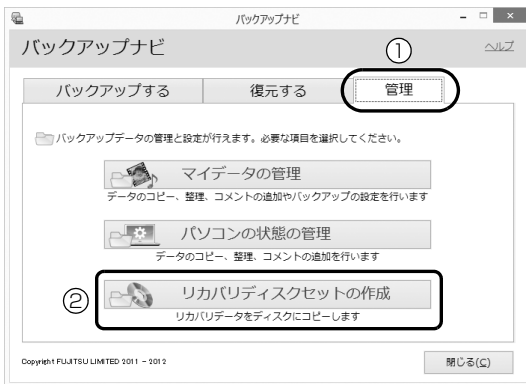 バックアップナビ
バックアップナビ
①
ヘルプ
バックアップする
復元する
管理
バックアップデータの管理と設定が行えます。必要な項目を選択してください。
マイデータの管理
データのコピー、整理、コメントの追加やバックアップの設定を行います
パソコンの状態の管理
データのコピー、整理、コメントの追加を行います
②
リカバリディスクセットの作成
リカバリデータをディスクにコピーします
Copyright FUJITSU LIMITED 2011 - 2012
閉じる(C)